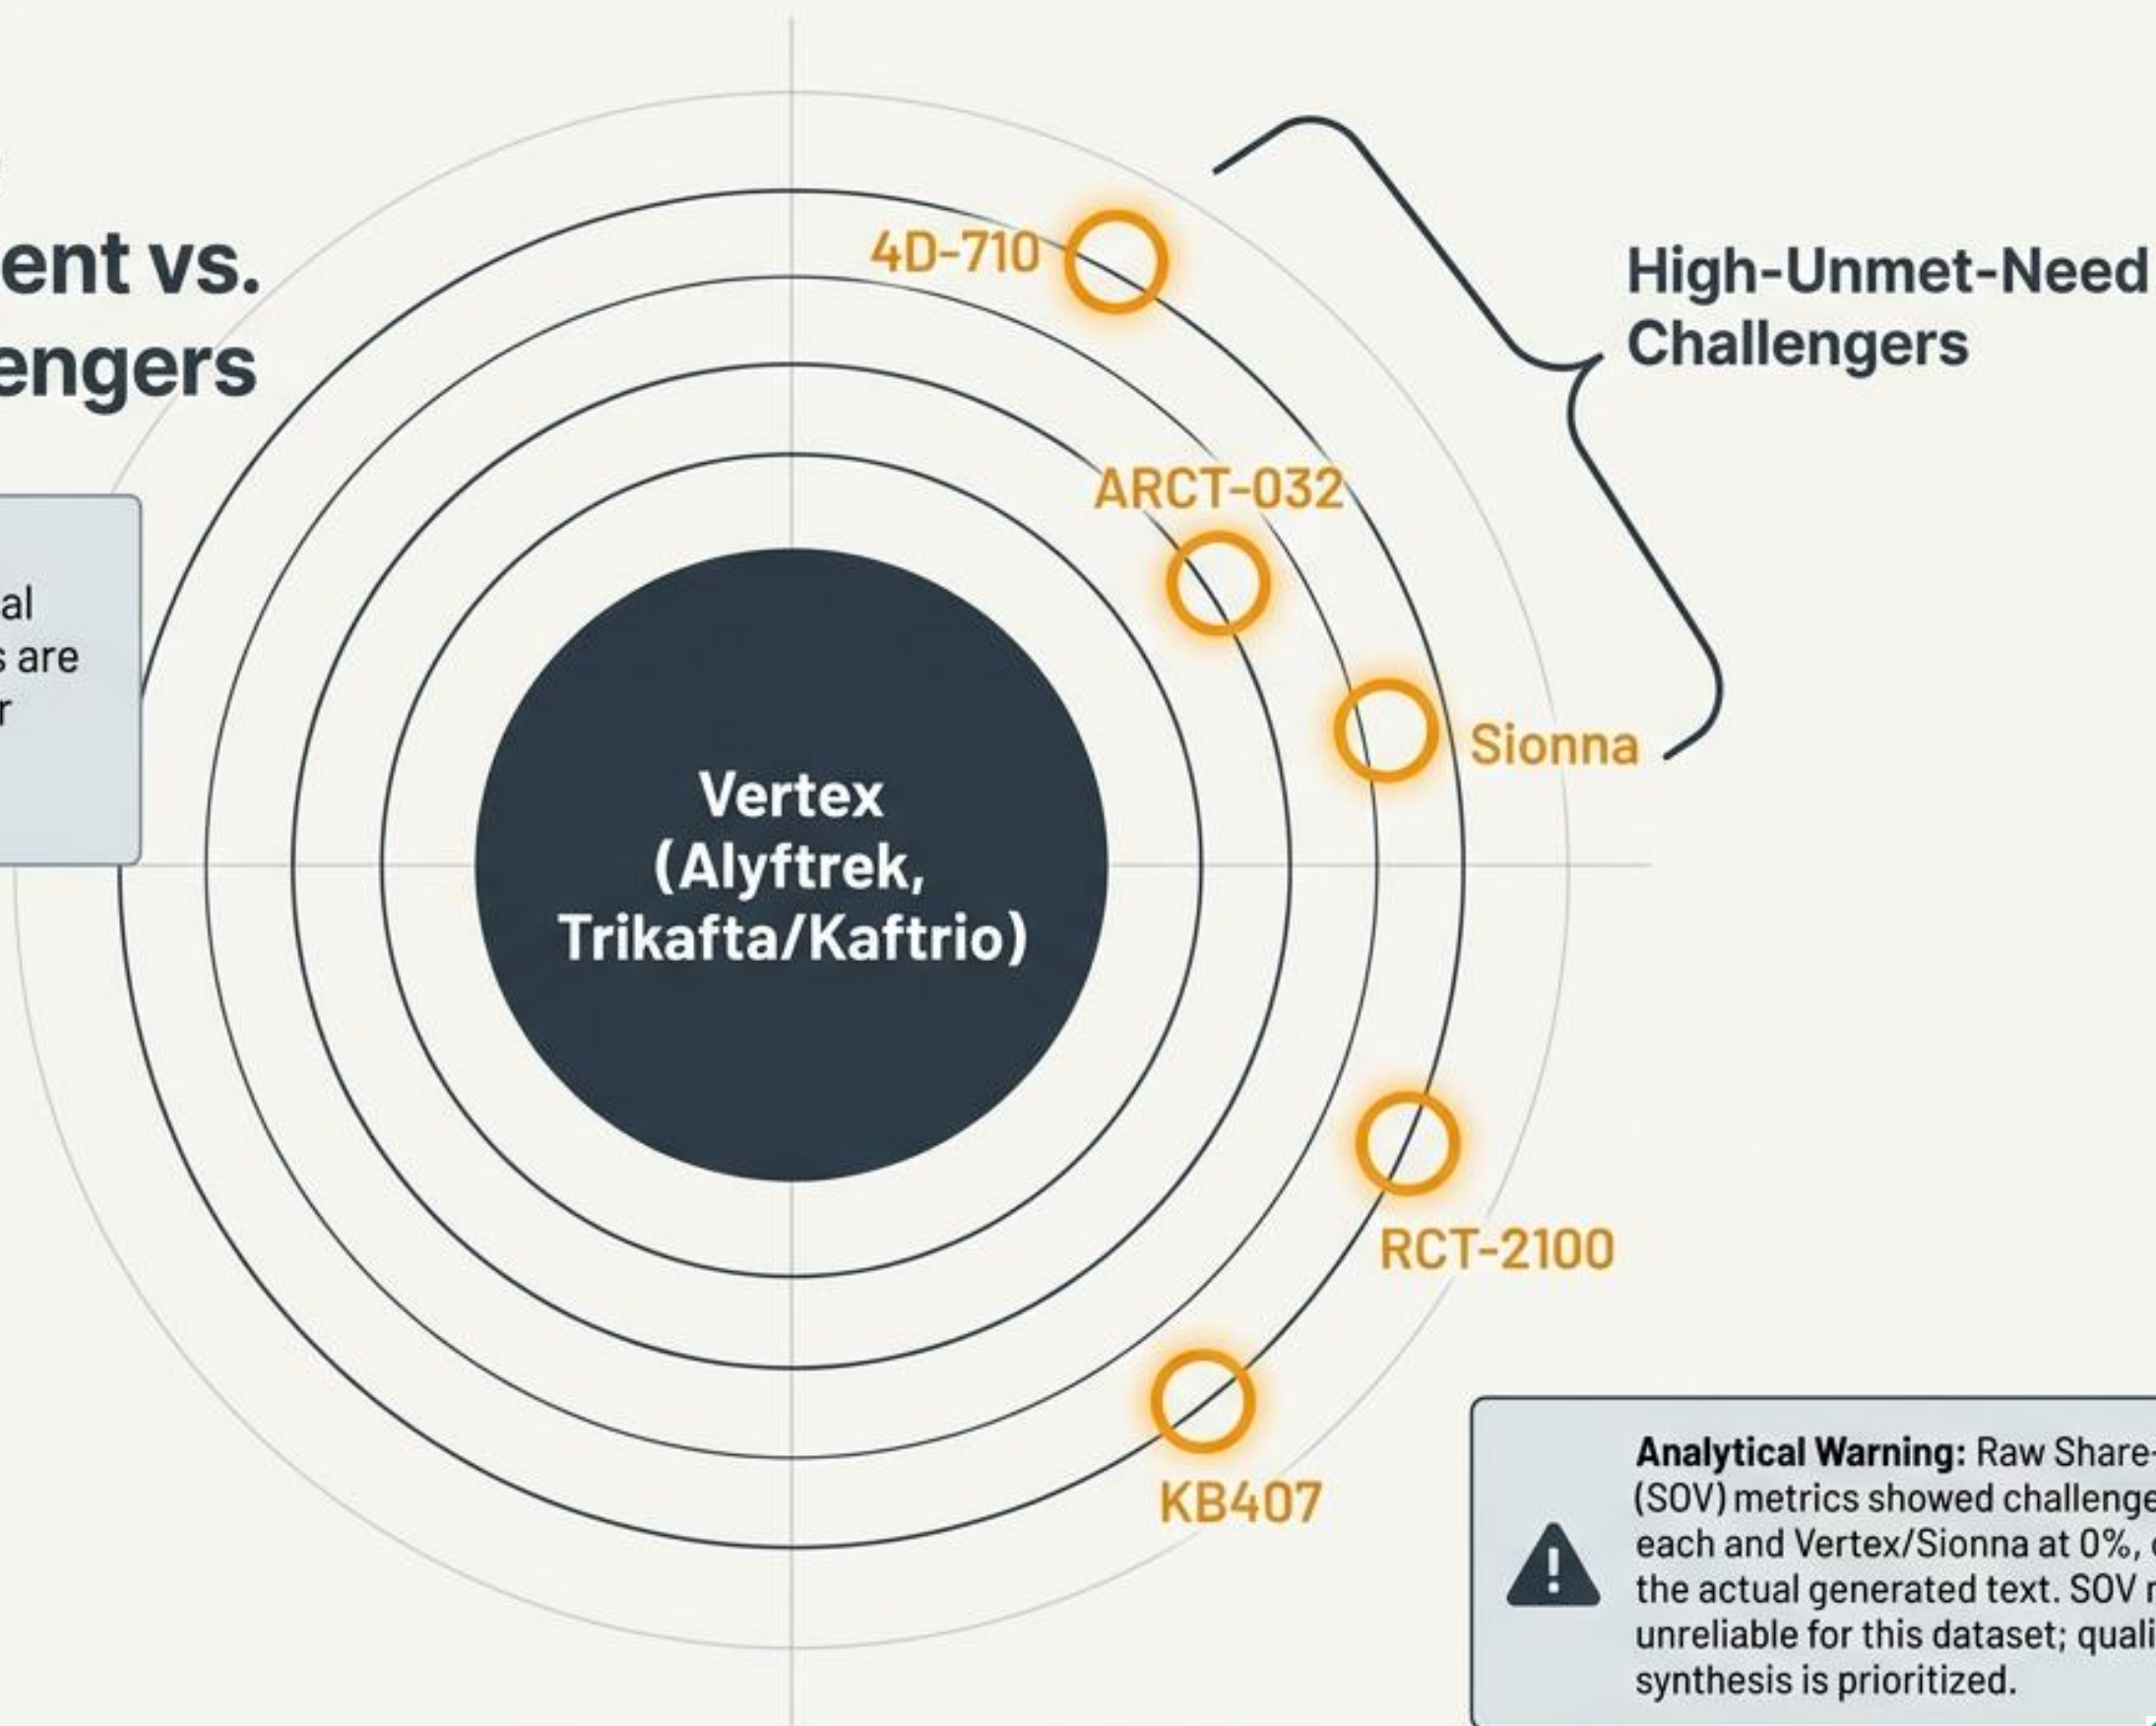 ent vs.
engers
al
s are
r
4D-710
ARCT-032
Sionna
High-Unmet-Need
Challengers
Vertex
(Alyftrek,
Trikafta/Kaftrio)
RCT-2100
KB407
Analytical Warning: Raw Share-
(SOV) metrics showed challenge
each and Vertex/Sionna at 0%,
the actual generated text. SOV
unreliable for this dataset; quali
synthesis is prioritized.